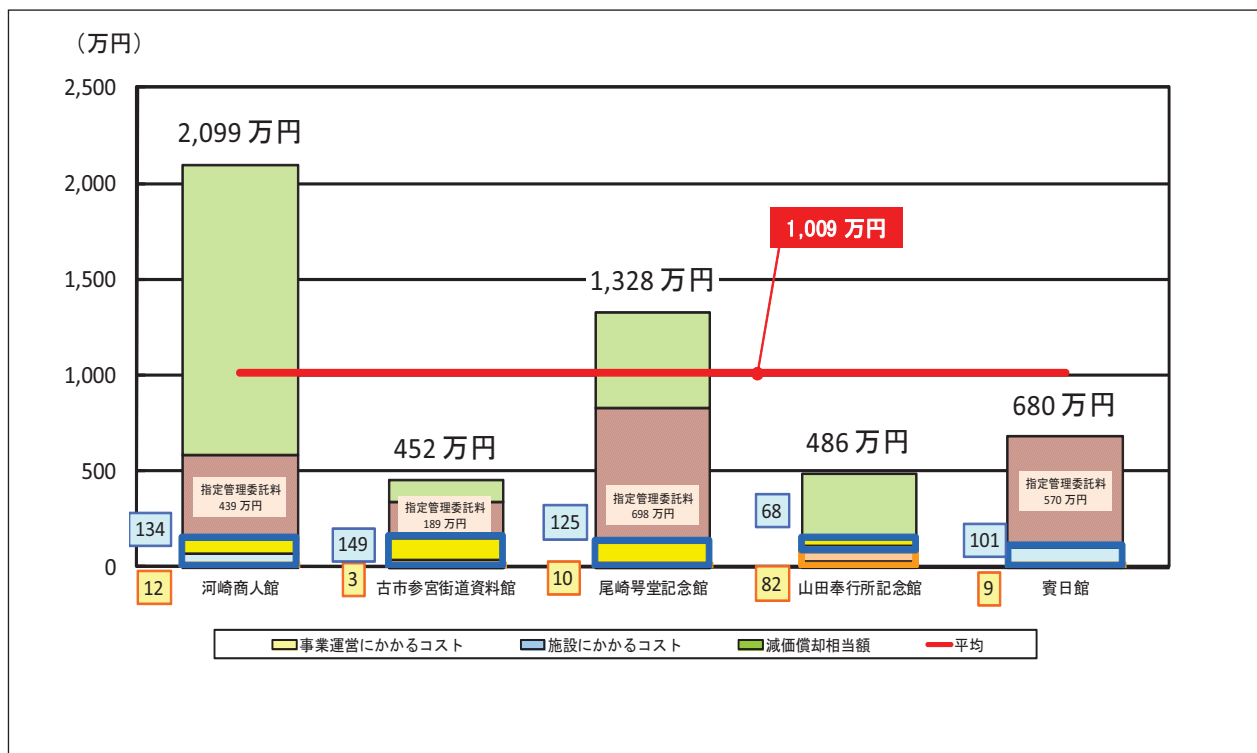 （万円）
2,500
2,000
1,500
1,000
500
0
2,099 万円
452 万円
1,328 万円
486 万円
680 万円
1,009 万円
指定管理委託料
439 万円
指定管理委託料
189 万円
指定管理委託料
698 万円
指定管理委託料
570 万円
134
12
149
3
125
10
68
82
101
9
河崎商人館
古市参宮街道資料館
尾崎咢堂記念館
山田奉行所記念館
賓日館
事業運営にかかるコスト
施設にかかるコスト
減価償却相当額
平均